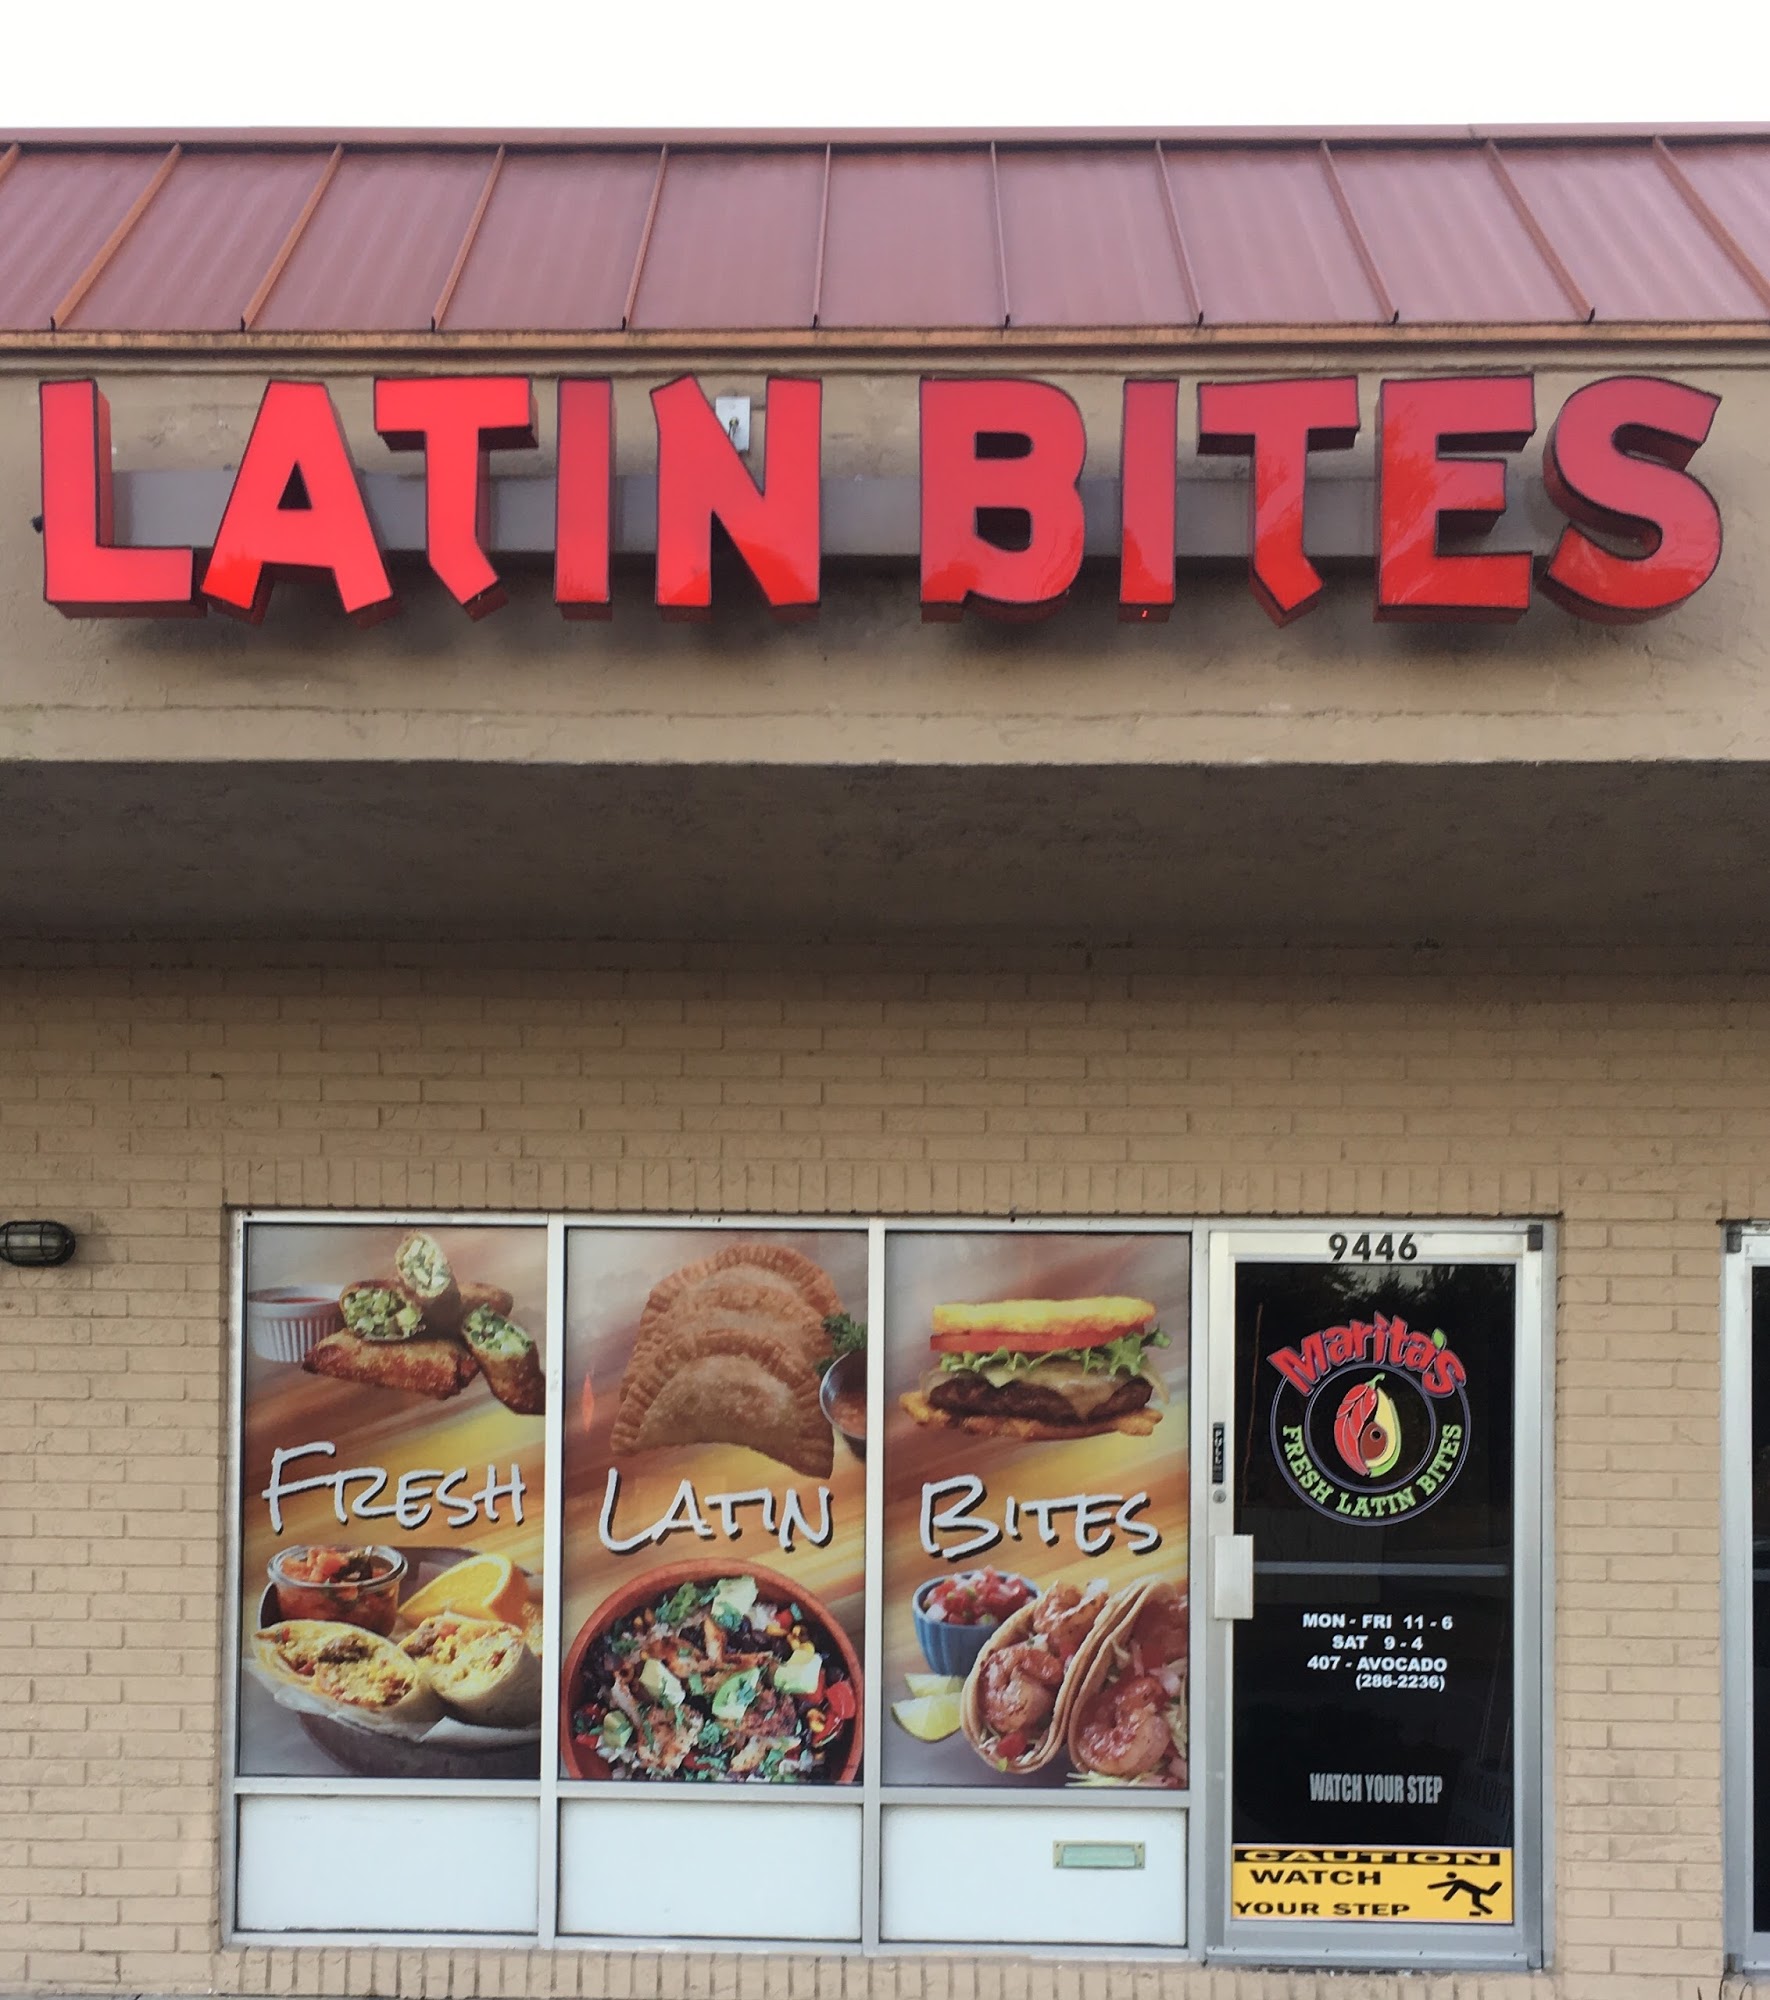 LATIN BITES
FRESH
LATIN
BITES
9446
PULL
Marita's
FRESH LATIN BITES
MON - FRI 11 - 6
SAT 9 - 4
407 - AVOCADO
(286-2236)
WATCH YOUR STEP
CAUTION
WATCH
YOUR STEP